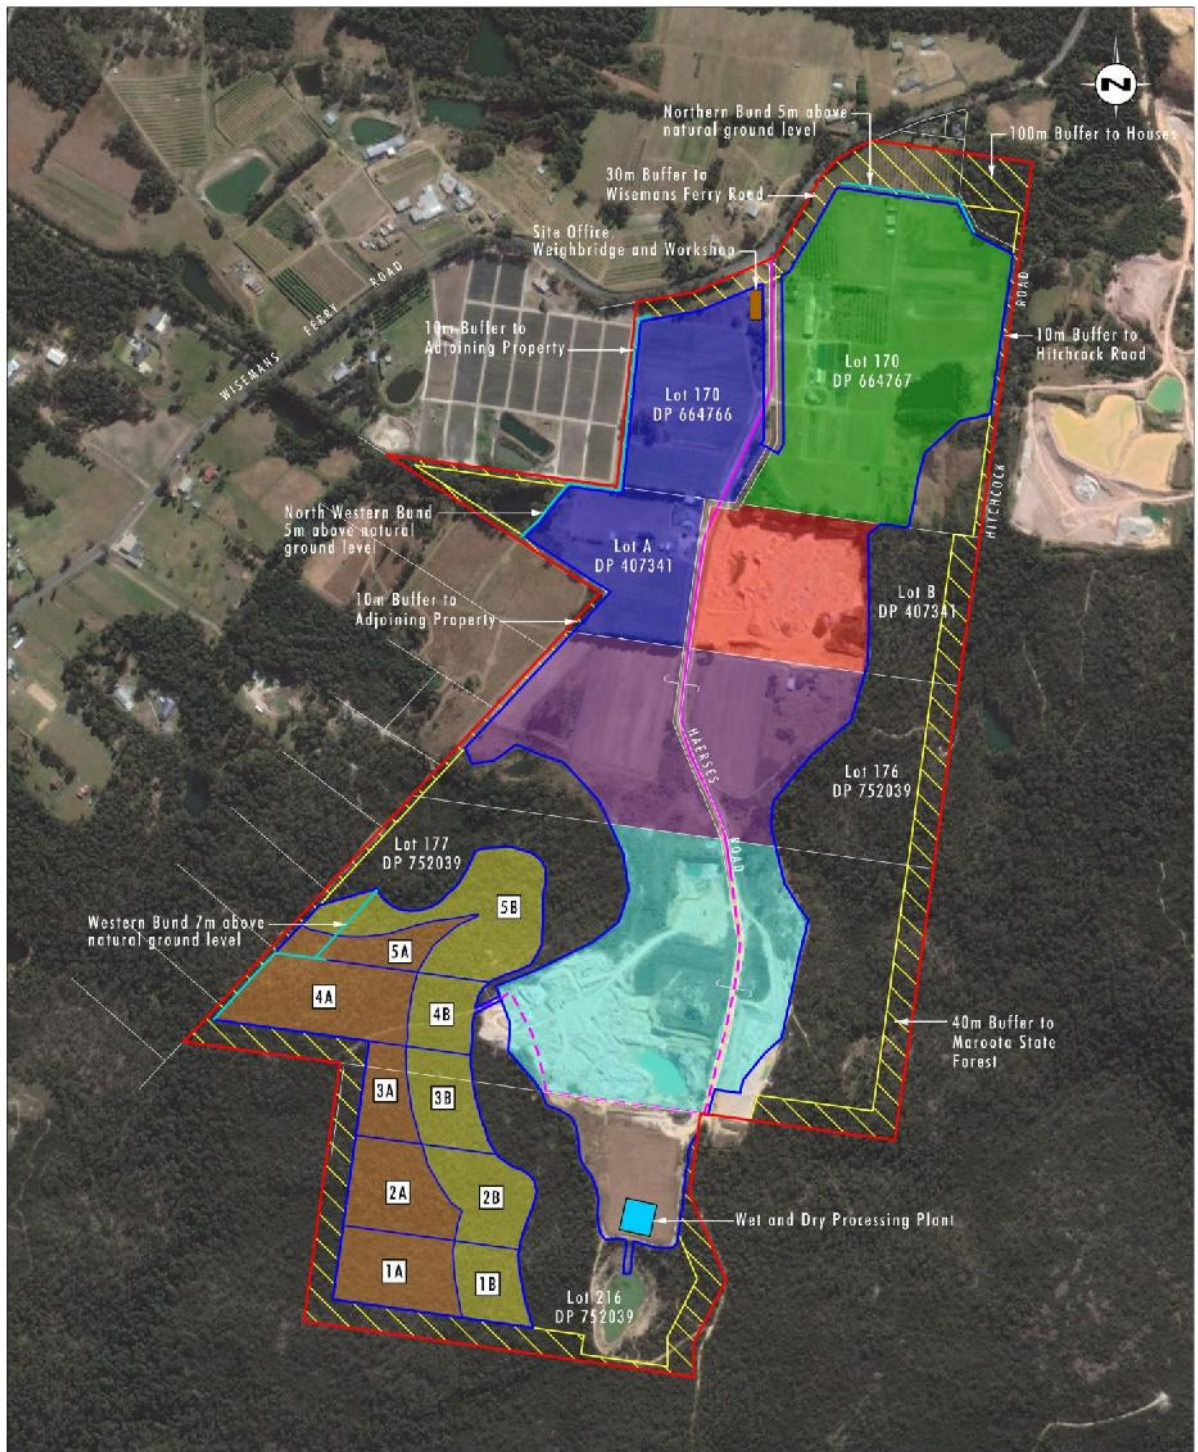 N
Northern Bund 5m above
natural ground level
100m Buffer to Houses
30m Buffer to
Wisemans Ferry Road
Site Office,
Weighbridge and Workshop
WISEMANS FERRY ROAD
10m Buffer to
Adjoining Property
ROAD
10m Buffer to
Hitchcock Road
Lot 170
DP 664767
Lot 170
DP 664766
HITCHCOCK
North Western Bund
5m above natural
ground level
Lot A
DP 407341
Lot B
DP 407341
10m Buffer to
Adjoining Property
HAERSES ROAD
Lot 176
DP 752039
Lot 177
DP 752039
5B
Western Bund 7m above
natural ground level
5A
4A
4B
40m Buffer to
Maroota State
Forest
3A
3B
2A
2B
Wet and Dry Processing Plant
1A
1B
Lot 216
DP 752039